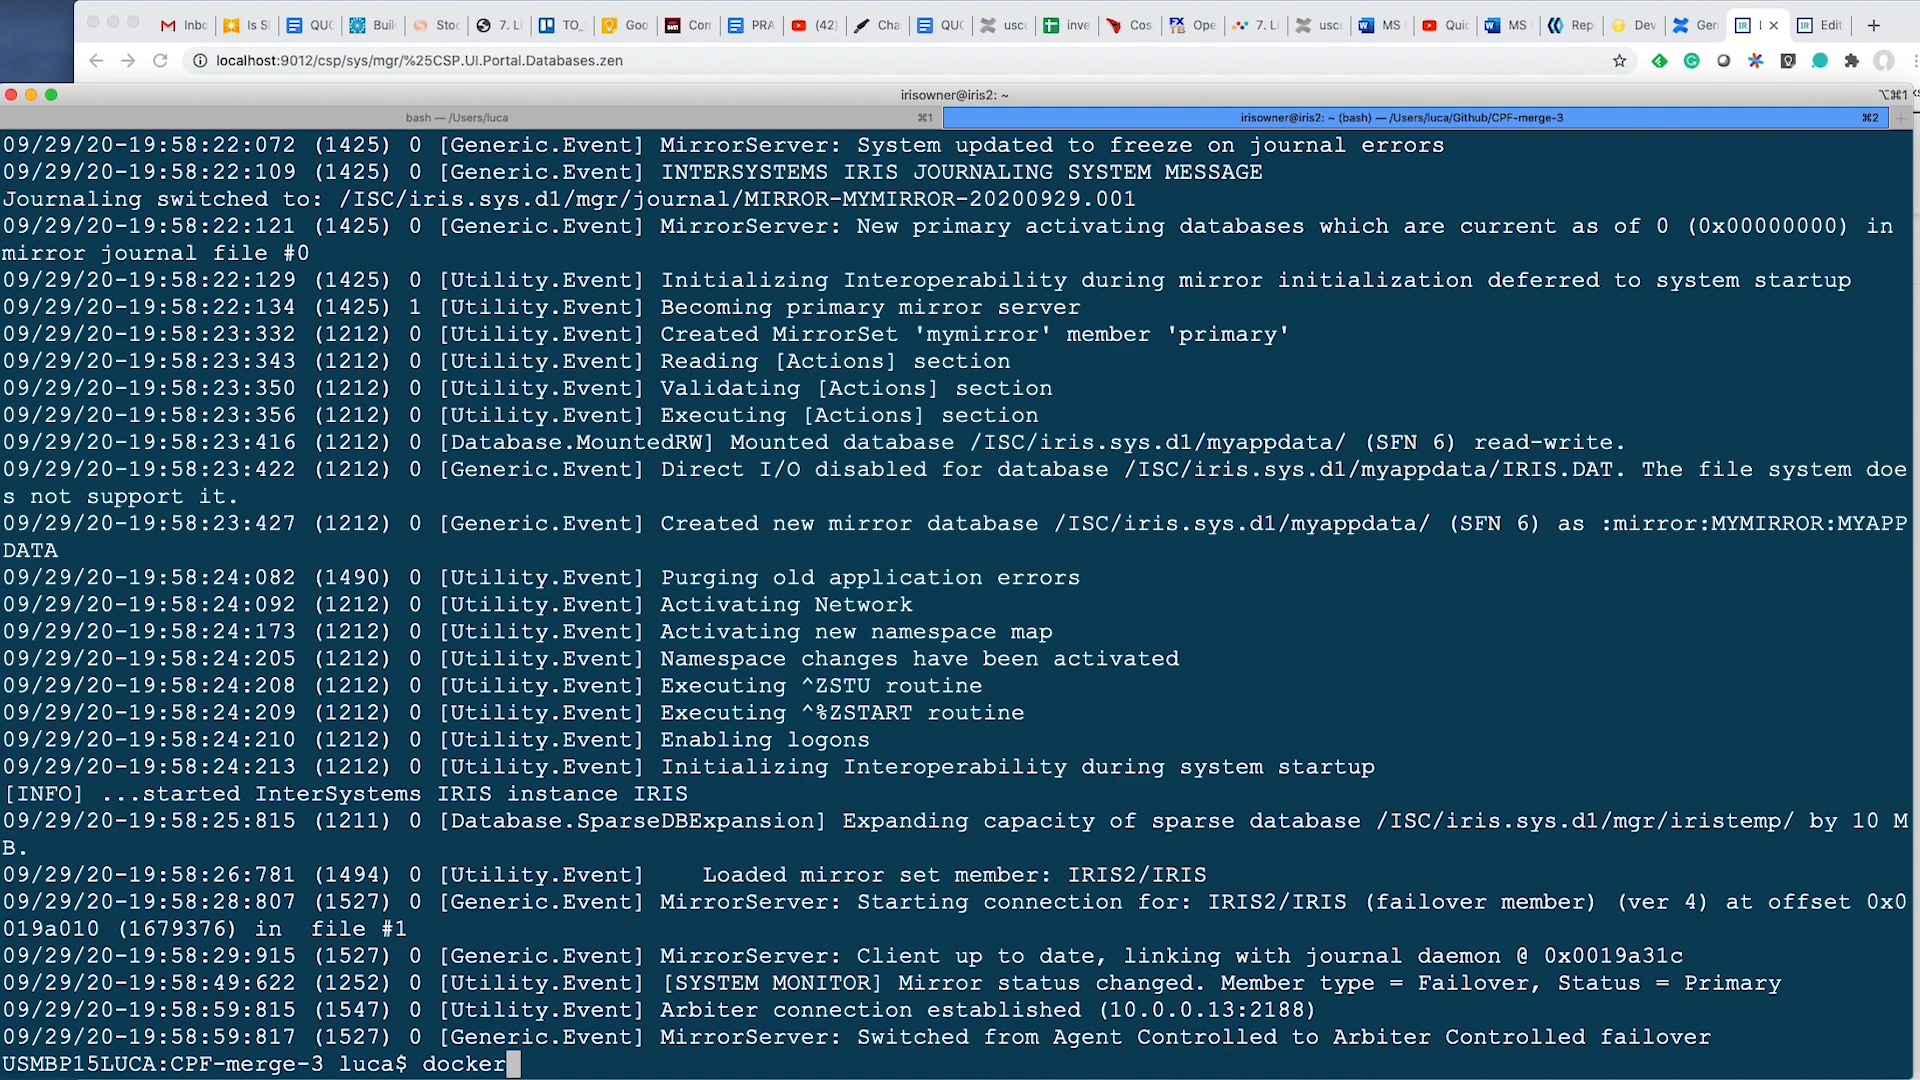 Inbo
Is S
QUC
Buil
Stoc
7. Li
TO_
Goo
Com
PRA
(42)
Cha
QUC
usco
inve
Cos
Ope
7. Li
usco
MS
Quic
MS
Rep
Dev
Gen
Edit
localhost:9012/csp/sys/mgr/%25CSP.UI.Portal.Databases.zen
irisowner@iris2: ~
⌥⌘1
bash — /Users/luca
⌘1
irisowner@iris2: ~ (bash) — /Users/luca/Github/CPF-merge-3
⌘2
09/29/20-19:58:22:072 (1425) 0 [Generic.Event] MirrorServer: System updated to freeze on journal errors
09/29/20-19:58:22:109 (1425) 0 [Generic.Event] INTERSYSTEMS IRIS JOURNALING SYSTEM MESSAGE
Journaling switched to: /ISC/iris.sys.d1/mgr/journal/MIRROR-MYMIRROR-20200929.001
09/29/20-19:58:22:121 (1425) 0 [Generic.Event] MirrorServer: New primary activating databases which are current as of 0 (0x00000000) in
mirror journal file #0
09/29/20-19:58:22:129 (1425) 0 [Utility.Event] Initializing Interoperability during mirror initialization deferred to system startup
09/29/20-19:58:22:134 (1425) 1 [Utility.Event] Becoming primary mirror server
09/29/20-19:58:23:332 (1212) 0 [Utility.Event] Created MirrorSet 'mymirror' member 'primary'
09/29/20-19:58:23:343 (1212) 0 [Utility.Event] Reading [Actions] section
09/29/20-19:58:23:350 (1212) 0 [Utility.Event] Validating [Actions] section
09/29/20-19:58:23:356 (1212) 0 [Utility.Event] Executing [Actions] section
09/29/20-19:58:23:416 (1212) 0 [Database.MountedRW] Mounted database /ISC/iris.sys.d1/myappdata/ (SFN 6) read-write.
09/29/20-19:58:23:422 (1212) 0 [Generic.Event] Direct I/O disabled for database /ISC/iris.sys.d1/myappdata/IRIS.DAT. The file system doe
s not support it.
09/29/20-19:58:23:427 (1212) 0 [Generic.Event] Created new mirror database /ISC/iris.sys.d1/myappdata/ (SFN 6) as :mirror:MYMIRROR:MYAPP
DATA
09/29/20-19:58:24:082 (1490) 0 [Utility.Event] Purging old application errors
09/29/20-19:58:24:092 (1212) 0 [Utility.Event] Activating Network
09/29/20-19:58:24:173 (1212) 0 [Utility.Event] Activating new namespace map
09/29/20-19:58:24:205 (1212) 0 [Utility.Event] Namespace changes have been activated
09/29/20-19:58:24:208 (1212) 0 [Utility.Event] Executing ^ZSTU routine
09/29/20-19:58:24:209 (1212) 0 [Utility.Event] Executing ^%ZSTART routine
09/29/20-19:58:24:210 (1212) 0 [Utility.Event] Enabling logons
09/29/20-19:58:24:213 (1212) 0 [Utility.Event] Initializing Interoperability during system startup
[INFO] ...started InterSystems IRIS instance IRIS
09/29/20-19:58:25:815 (1211) 0 [Database.SparseDBExpansion] Expanding capacity of sparse database /ISC/iris.sys.d1/mgr/iristemp/ by 10 M
B.
09/29/20-19:58:26:781 (1494) 0 [Utility.Event]    Loaded mirror set member: IRIS2/IRIS
09/29/20-19:58:28:807 (1527) 0 [Generic.Event] MirrorServer: Starting connection for: IRIS2/IRIS (failover member) (ver 4) at offset 0x0
019a010 (1679376) in  file #1
09/29/20-19:58:29:915 (1527) 0 [Generic.Event] MirrorServer: Client up to date, linking with journal daemon @ 0x0019a31c
09/29/20-19:58:49:622 (1252) 0 [Utility.Event] [SYSTEM MONITOR] Mirror status changed. Member type = Failover, Status = Primary
09/29/20-19:58:59:815 (1547) 0 [Utility.Event] Arbiter connection established (10.0.0.13:2188)
09/29/20-19:58:59:817 (1527) 0 [Generic.Event] MirrorServer: Switched from Agent Controlled to Arbiter Controlled failover
USMBP15LUCA:CPF-merge-3 luca$ docker